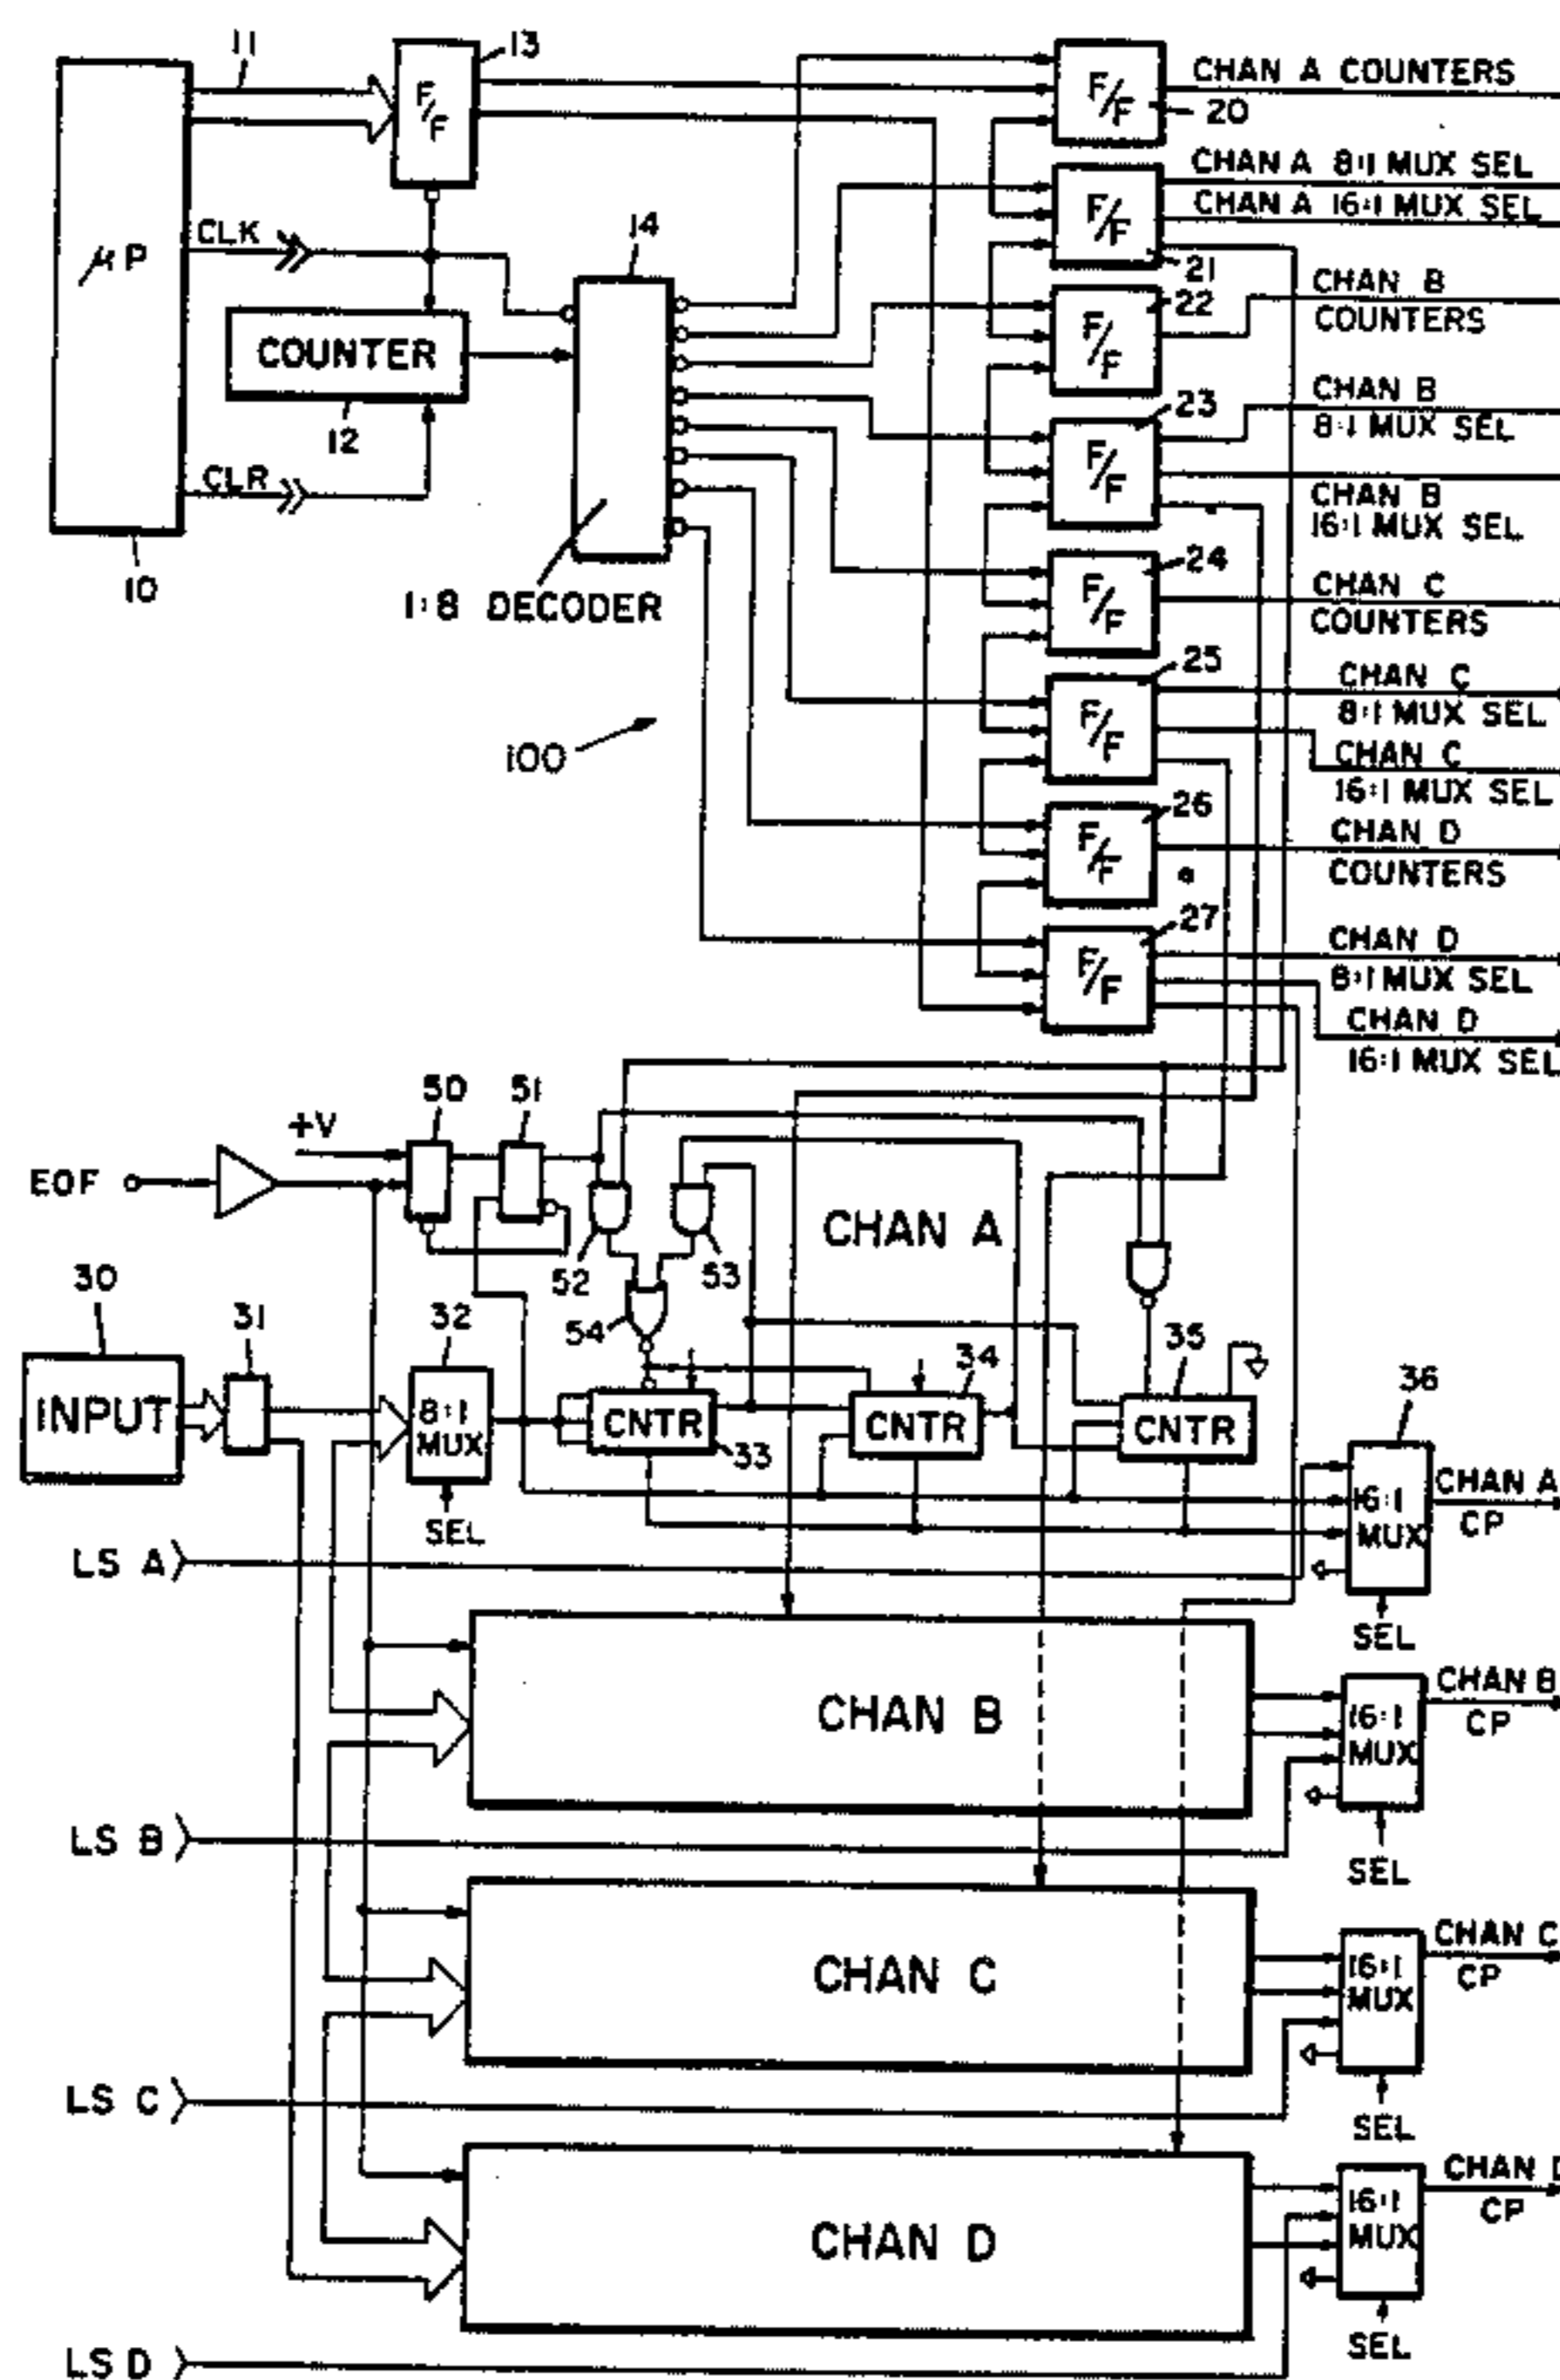 11
13
F/F
F/F
20
CHAN A COUNTERS
CHAN A 8:1 MUX SEL
CHAN A 16:1 MUX SEL
F/F
21
μP
CLK
14
COUNTER
12
CLR
10
1:8 DECODER
100
22
F/F
CHAN B
COUNTERS
23
F/F
CHAN B
8:1 MUX SEL
CHAN B
16:1 MUX SEL
24
F/F
CHAN C
COUNTERS
25
F/F
CHAN C
8:1 MUX SEL
CHAN C
16:1 MUX SEL
26
F/F
CHAN D
COUNTERS
27
F/F
CHAN D
8:1 MUX SEL
CHAN D
16:1 MUX SEL
50
51
+V
EOF
CHAN A
52
53
54
30
31
32
INPUT
8:1
MUX
SEL
CNTR
33
34
CNTR
35
CNTR
36
16:1
MUX
CHAN A
CP
SEL
LS A
CHAN B
16:1
MUX
CHAN B
CP
SEL
LS B
CHAN C
16:1
MUX
CHAN C
CP
SEL
LS C
CHAN D
16:1
MUX
CHAN D
CP
SEL
LS D